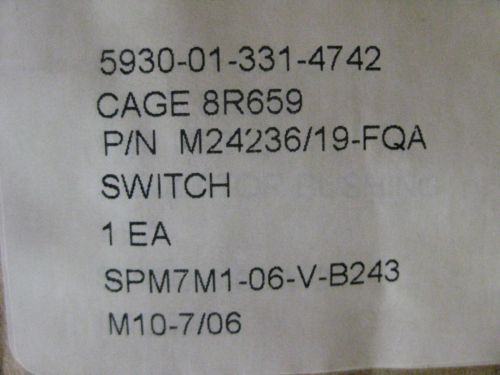 5930-01-331-4742
CAGE 8R659
P/N M24236/19-FQA
SWITCH
1 EA
SPM7M1-06-V-B243
M10-7/06